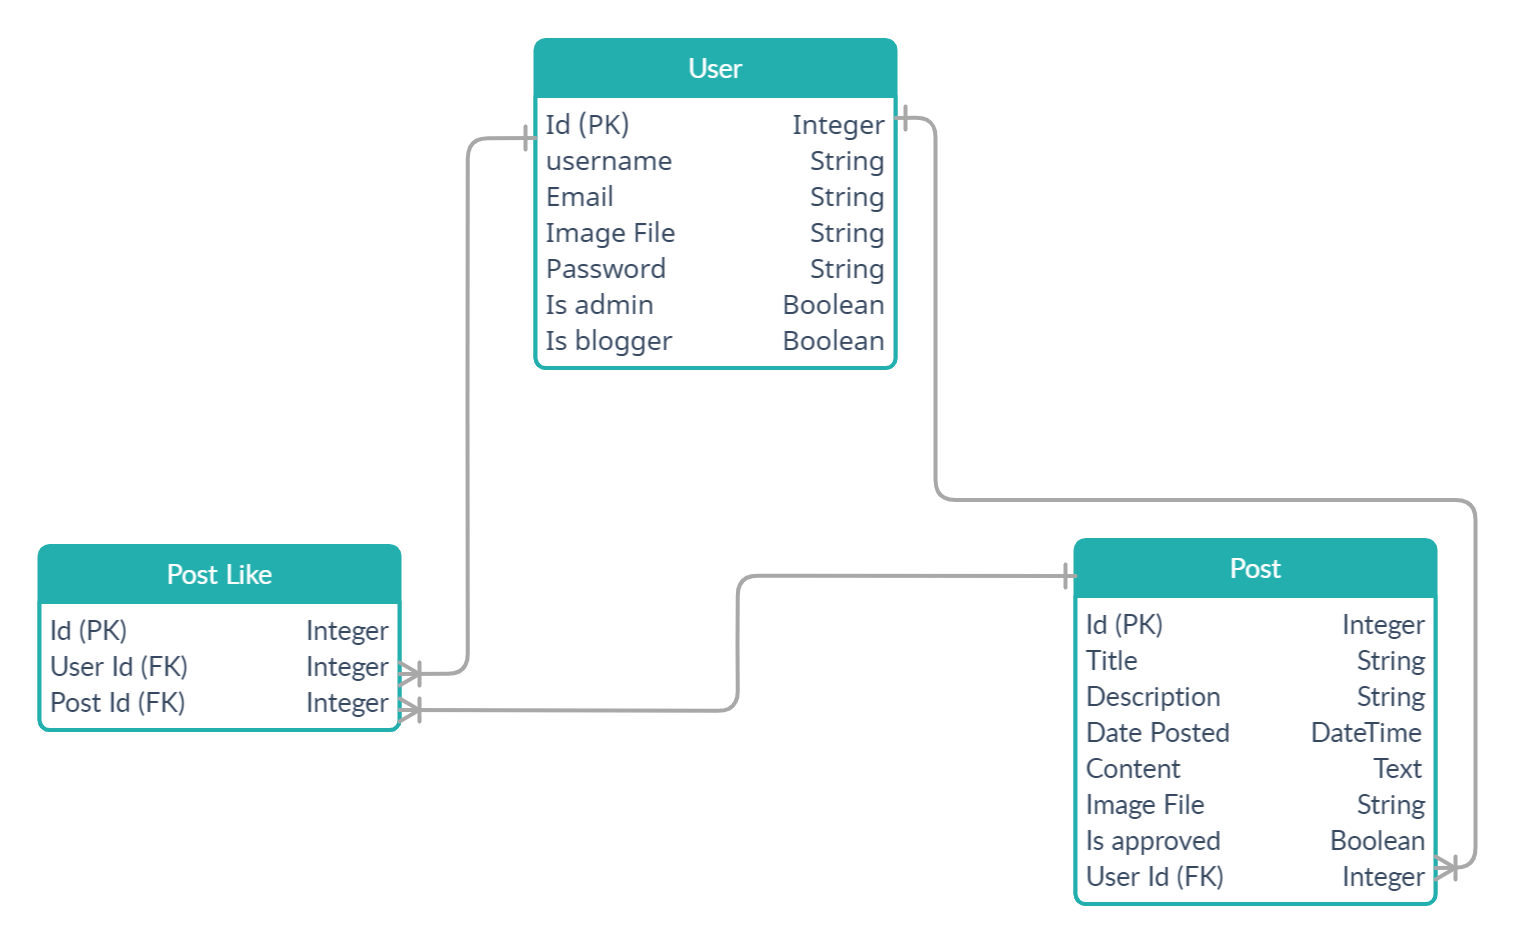 User
Id (PK) Integer
username String
Email String
Image File String
Password String
Is admin Boolean
Is blogger Boolean
Post Like
Id (PK) Integer
User Id (FK) Integer
Post Id (FK) Integer
Post
Id (PK) Integer
Title String
Description String
Date Posted DateTime
Content Text
Image File String
Is approved Boolean
User Id (FK) Integer